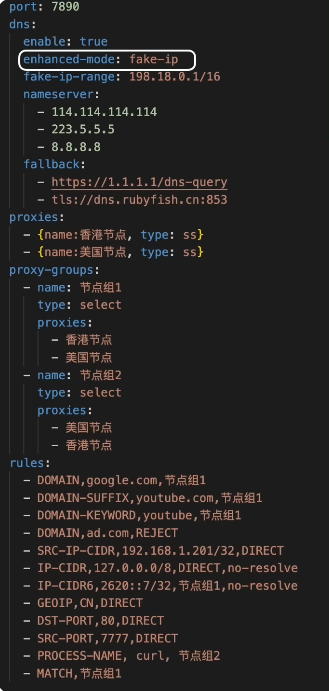 port: 7890
dns:
  enable: true
  enhanced-mode: fake-ip
  fake-ip-range: 198.18.0.1/16
  nameserver:
    - 114.114.114.114
    - 223.5.5.5
    - 8.8.8.8
  fallback:
    - https://1.1.1.1/dns-query
    - tls://dns.rubyfish.cn:853
proxies:
  - {name:香港节点, type: ss}
  - {name:美国节点, type: ss}
proxy-groups:
  - name: 节点组1
    type: select
    proxies:
      - 香港节点
      - 美国节点
  - name: 节点组2
    type: select
    proxies:
      - 美国节点
      - 香港节点
rules:
  - DOMAIN,google.com,节点组1
  - DOMAIN-SUFFIX,youtube.com,节点组1
  - DOMAIN-KEYWORD,youtube,节点组1
  - DOMAIN,ad.com,REJECT
  - SRC-IP-CIDR,192.168.1.201/32,DIRECT
  - IP-CIDR,127.0.0.0/8,DIRECT,no-resolve
  - IP-CIDR6,2620::7/32,节点组1,no-resolve
  - GEOIP,CN,DIRECT
  - DST-PORT,80,DIRECT
  - SRC-PORT,7777,DIRECT
  - PROCESS-NAME, curl, 节点组2
  - MATCH,节点组1